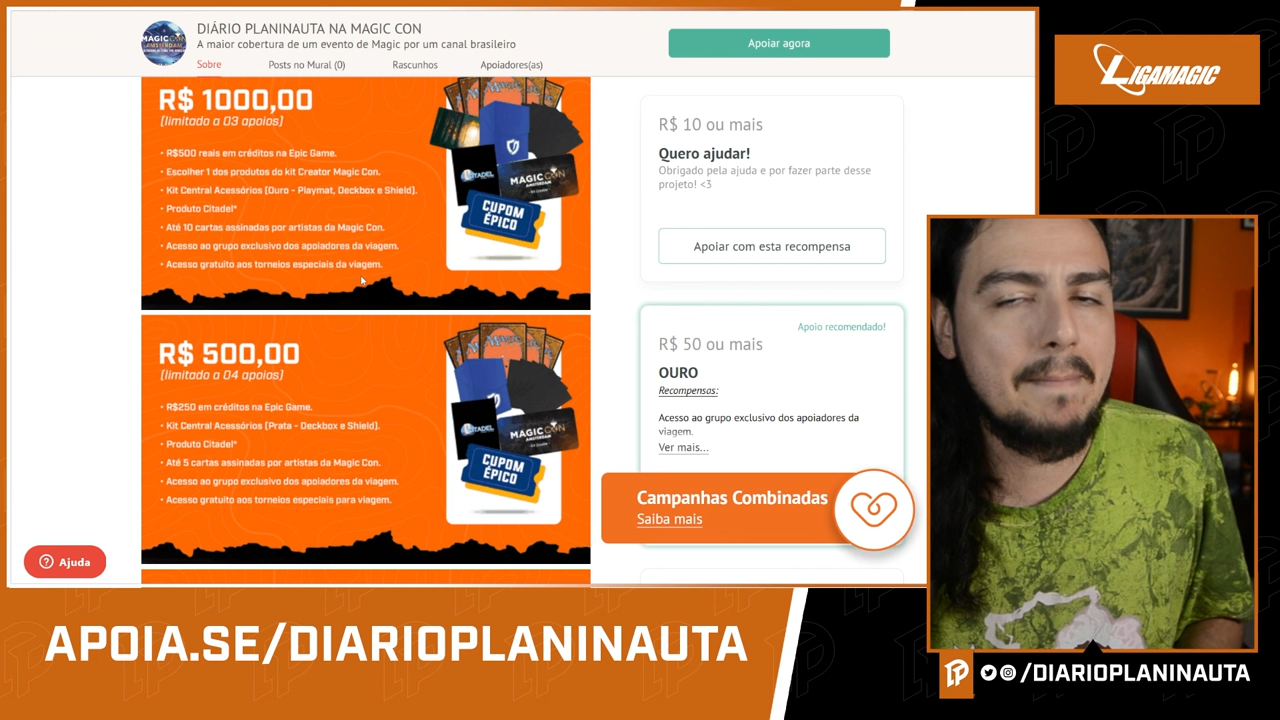 DIÁRIO PLANINAUTA NA MAGIC CON
A maior cobertura de um evento de Magic por um canal brasileiro
Sobre
Posts no Mural (0)
Rascunhos
Apoiadores(as)
Apoiar agora
LIGAMAGIC
R$ 1000,00
(limitado a 03 apoios)
• R$500 reais em créditos na Epic Game.
• Escolher 1 dos produtos do kit Creator Magic Con.
• Kit Central Acessórios (Ouro - Playmat, Deckbox e Shield).
• Produto Citadel*
• Até 10 cartas assinadas por artistas da Magic Con.
• Acesso ao grupo exclusivo dos apoiadores da viagem.
• Acesso gratuito aos torneios especiais da viagem.
CITADEL
MAGIC CON
AMSTERDAM
CUPOM
ÉPICO
R$ 500,00
(limitado a 04 apoios)
• R$250 em créditos na Epic Game.
• Kit Central Acessórios (Prata - Deckbox e Shield).
• Produto Citadel*
• Até 5 cartas assinadas por artistas da Magic Con.
• Acesso ao grupo exclusivo dos apoiadores da viagem.
• Acesso gratuito aos torneios especiais para viagem.
CITADEL
MAGIC CON
AMSTERDAM
CUPOM
ÉPICO
R$ 10 ou mais
Quero ajudar!
Obrigado pela ajuda e por fazer parte desse
projeto! <3
Apoiar com esta recompensa
Apoio recomendado!
R$ 50 ou mais
OURO
Recompensas:
Acesso ao grupo exclusivo dos apoiadores da
viagem.
Ver mais...
Campanhas Combinadas
Saiba mais
Ajuda
APOIA.SE/DIARIOPLANINAUTA
/DIARIOPLANINAUTA